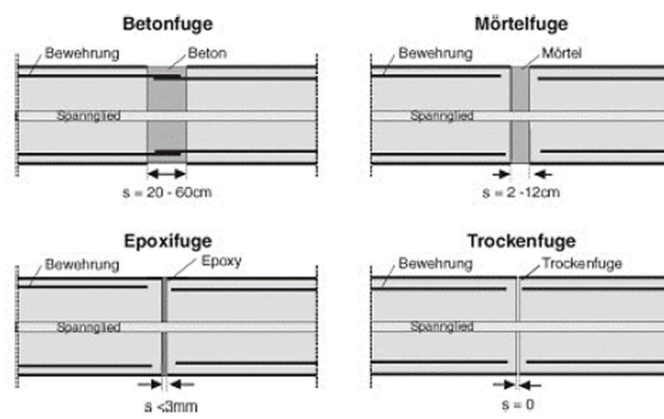 Betonfuge
Bewehrung
Beton
Spannglied
s = 20 - 60cm
Mörtelfuge
Bewehrung
Mörtel
Spannglied
s = 2 -12cm
Epoxifuge
Bewehrung
Epoxy
Spannglied
s <3mm
Trockenfuge
Bewehrung
Trockenfuge
Spannglied
s = 0